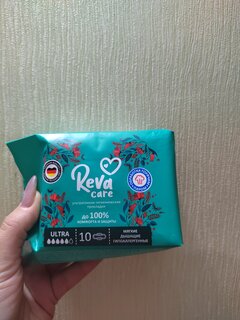 Reva
care
ультратонкие гигиенические
прокладки
до 100%
КОМФОРТА И ЗАЩИТЫ
ULTRA
10
МЯГКИЕ
ДЫШАЩИЕ
ГИПОАЛЛЕРГЕННЫЕ